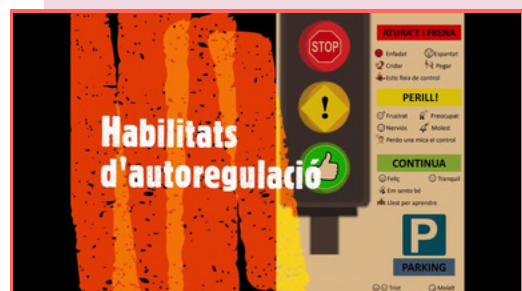 Habilitats
d'autoregulació
STOP
!
ATURA'T I FRENA
Enfadat Espantat
Cridar Pegar
Estic fora de control
PERILL!
Frustrat Preocupat
Nerviós Molest
Perdo una mica el control
CONTINUA
Feliç Tranquil
Em sento bé
Llest per aprendre
P
PARKING
Trist Malalt